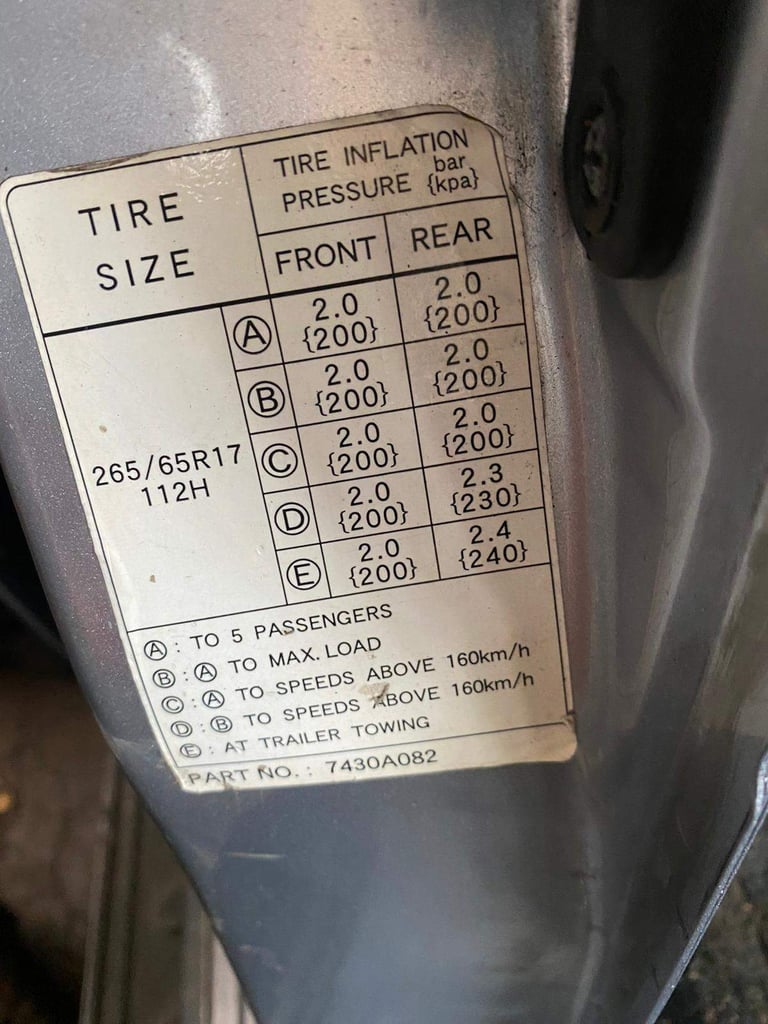 TIRE SIZE
TIRE INFLATION
PRESSURE bar {kpa}
FRONT REAR
265/65R17
112H
Ⓐ 2.0 {200} 2.0 {200}
Ⓑ 2.0 {200} 2.0 {200}
Ⓒ 2.0 {200} 2.0 {200}
Ⓓ 2.0 {200} 2.3 {230}
Ⓔ 2.0 {200} 2.4 {240}
Ⓐ: TO 5 PASSENGERS
Ⓑ:Ⓐ TO MAX. LOAD
Ⓒ:Ⓐ TO SPEEDS ABOVE 160km/h
Ⓓ:Ⓑ TO SPEEDS ABOVE 160km/h
Ⓔ: AT TRAILER TOWING
PART NO. : 7430A082